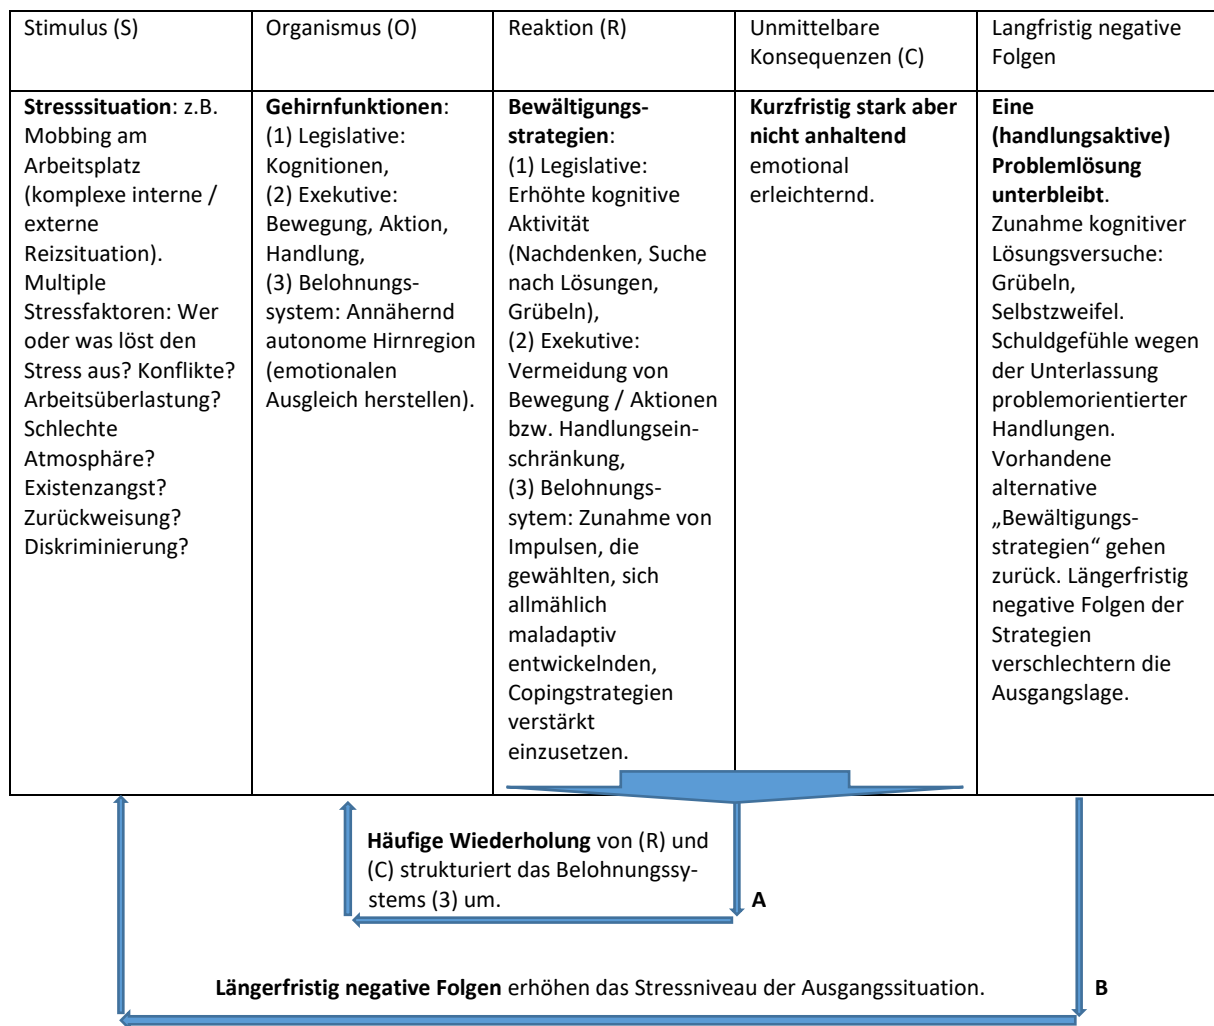 Stimulus (S)
Organismus (O)
Reaktion (R)
Unmittelbare
Konsequenzen (C)
Langfristig negative
Folgen
Stresssituation: z.B.
Mobbing am
Arbeitsplatz
(komplexe interne /
externe
Reizsituation).
Multiple
Stressfaktoren: Wer
oder was löst den
Stress aus? Konflikte?
Arbeitsüberlastung?
Schlechte
Atmosphäre?
Existenzangst?
Zurückweisung?
Diskriminierung?
Gehirnfunktionen:
(1) Legislative:
Kognitionen,
(2) Exekutive:
Bewegung, Aktion,
Handlung,
(3) Belohnungs-
system: Annähernd
autonome Hirnregion
(emotionalen
Ausgleich herstellen).
Bewältigungs-
strategien:
(1) Legislative:
Erhöhte kognitive
Aktivität
(Nachdenken, Suche
nach Lösungen,
Grübeln),
(2) Exekutive:
Vermeidung von
Bewegung / Aktionen
bzw. Handlungsein-
schränkung,
(3) Belohnungs-
sytem: Zunahme von
Impulsen, die
gewählten, sich
allmählich
maladaptiv
entwickelnden,
Copingstrategien
verstärkt
einzusetzen.
Kurzfristig stark aber
nicht anhaltend
emotional
erleichternd.
Eine
(handlungsaktive)
Problemlösung
unterbleibt.
Zunahme kognitiver
Lösungsversuche:
Grübeln,
Selbstzweifel.
Schuldgefühle wegen
der Unterlassung
problemorientierter
Handlungen.
Vorhandene
alternative
„Bewältigungs-
strategien“ gehen
zurück. Längerfristig
negative Folgen der
Strategien
verschlechtern die
Ausgangslage.
Häufige Wiederholung von (R) und
(C) strukturiert das Belohnungssy-
stems (3) um.
A
Längerfristig negative Folgen erhöhen das Stressniveau der Ausgangssituation.
B